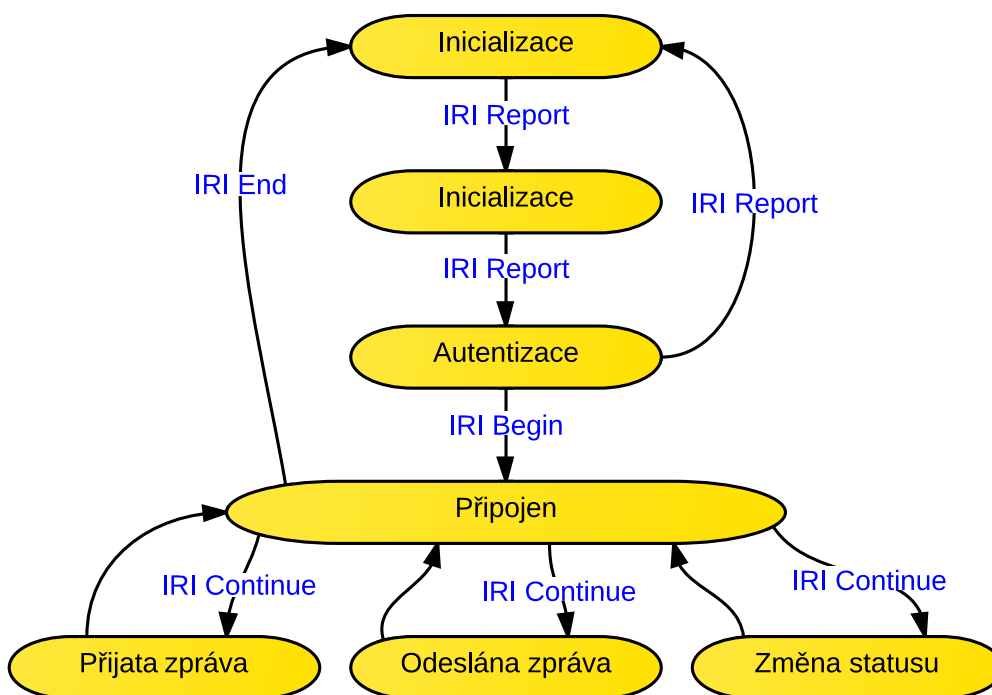 Inicializace
IRI Report
IRI End
Inicializace
IRI Report
IRI Report
Autentizace
IRI Begin
Připojen
IRI Continue
IRI Continue
IRI Continue
Přijata zpráva
Odeslána zpráva
Změna statusu